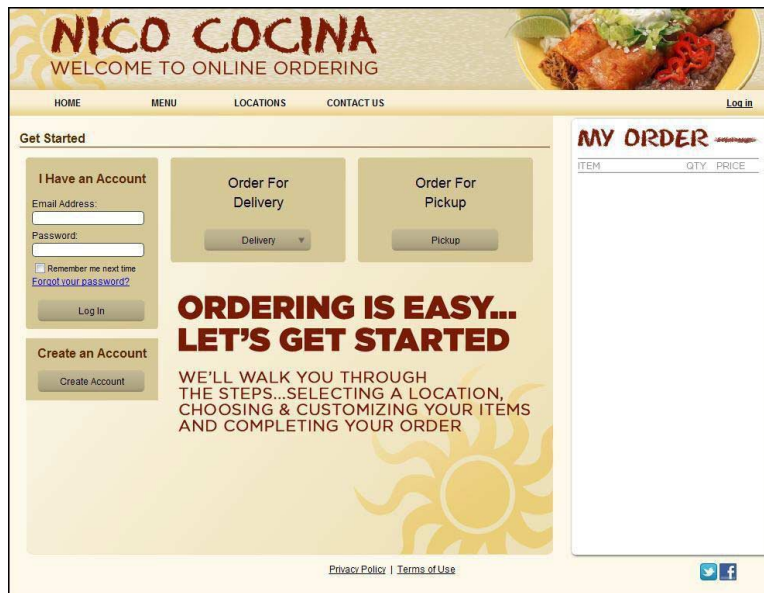 NICO COCINA
WELCOME TO ONLINE ORDERING
HOME MENU LOCATIONS CONTACT US Log in
Get Started
I Have an Account
Email Address:
Password:
Remember me next time
Forgot your password?
Log In
Create an Account
Create Account
Order For
Delivery
Delivery
Order For
Pickup
Pickup
ORDERING IS EASY...
LET'S GET STARTED
WE'LL WALK YOU THROUGH
THE STEPS...SELECTING A LOCATION,
CHOOSING & CUSTOMIZING YOUR ITEMS
AND COMPLETING YOUR ORDER
MY ORDER
ITEM QTY PRICE
Privacy Policy | Terms of Use